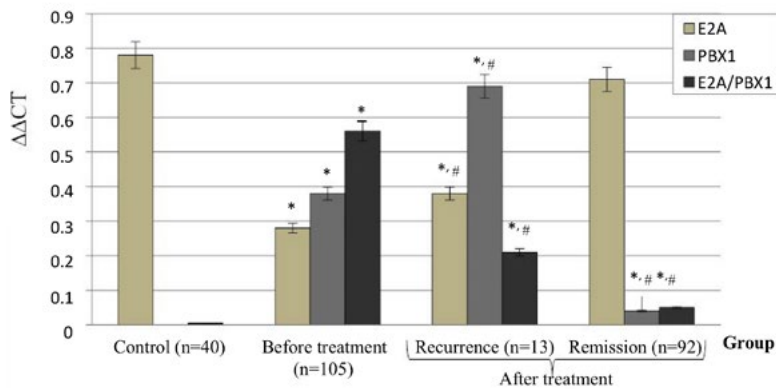 0.9
0.8
0.7
0.6
0.5
0.4
0.3
0.2
0.1
0
ΔΔCT
E2A
PBX1
E2A/PBX1
* * *
*,# *,# *,#
*,# *,#
Control (n=40) Before treatment Recurrence (n=13) Remission (n=92) Group
(n=105)
After treatment